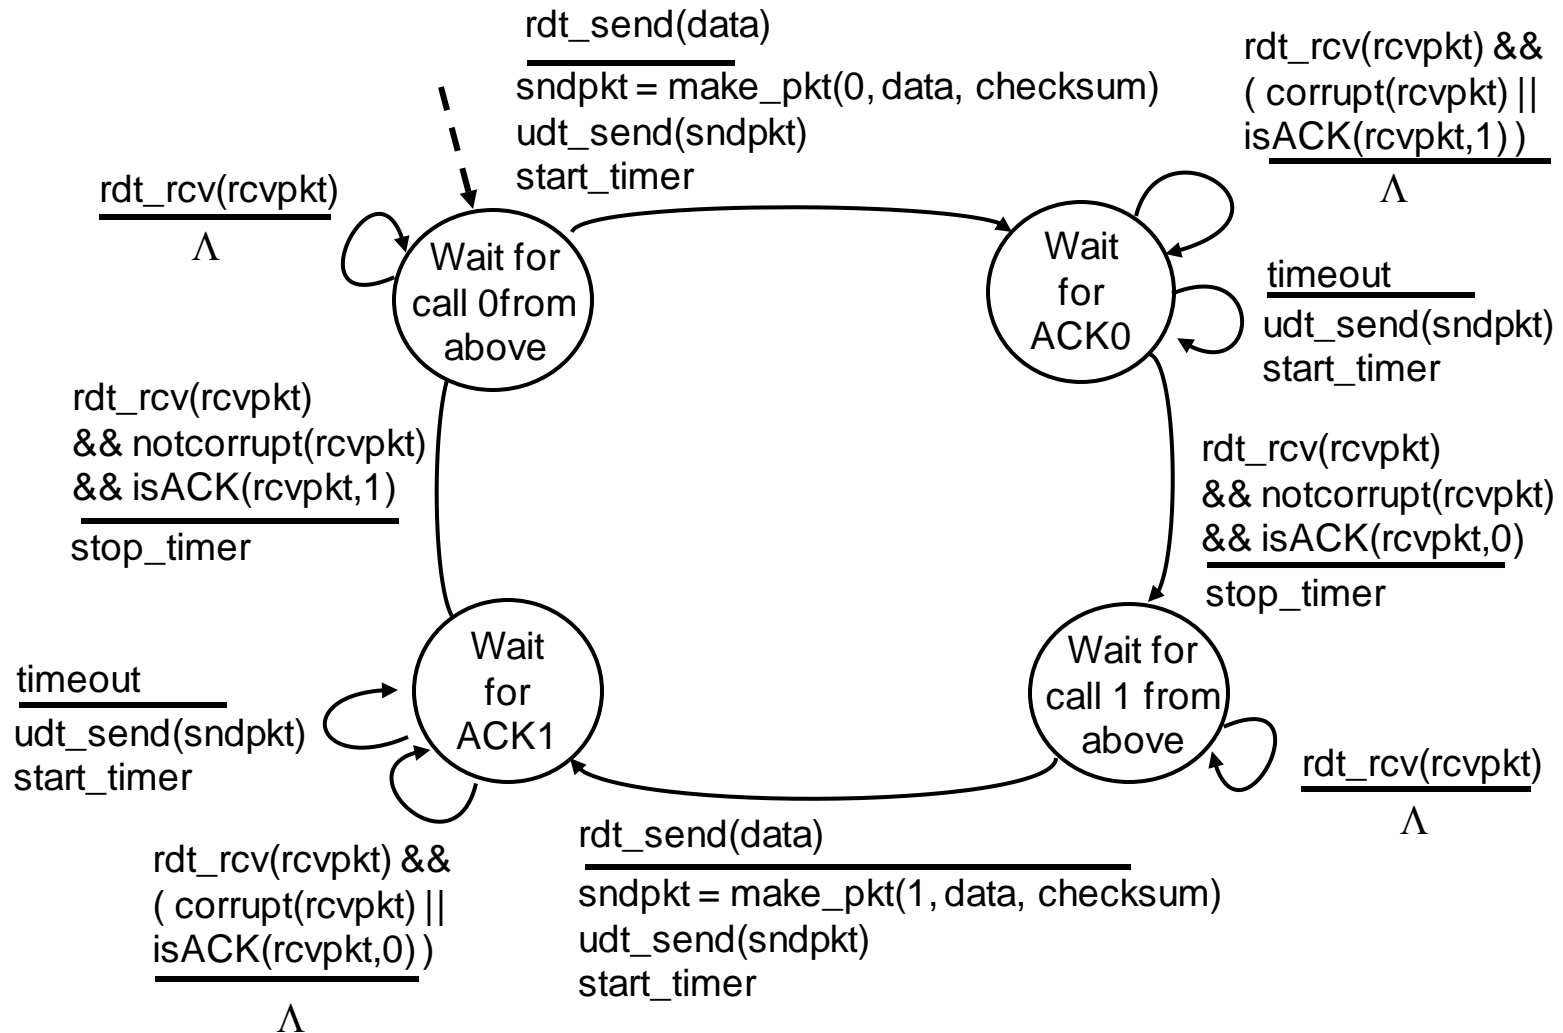 rdt_send(data)
sndpkt = make_pkt(0, data, checksum)
udt_send(sndpkt)
start_timer
rdt_rcv(rcvpkt) &&
( corrupt(rcvpkt) ||
isACK(rcvpkt,1) )
Λ
rdt_rcv(rcvpkt)
Λ
Wait for
call 0from
above
Wait
for
ACK0
timeout
udt_send(sndpkt)
start_timer
rdt_rcv(rcvpkt)
&& notcorrupt(rcvpkt)
&& isACK(rcvpkt,1)
stop_timer
rdt_rcv(rcvpkt)
&& notcorrupt(rcvpkt)
&& isACK(rcvpkt,0)
stop_timer
Wait
for
ACK1
Wait for
call 1 from
above
timeout
udt_send(sndpkt)
start_timer
rdt_rcv(rcvpkt)
Λ
rdt_rcv(rcvpkt) &&
( corrupt(rcvpkt) ||
isACK(rcvpkt,0) )
Λ
rdt_send(data)
sndpkt = make_pkt(1, data, checksum)
udt_send(sndpkt)
start_timer